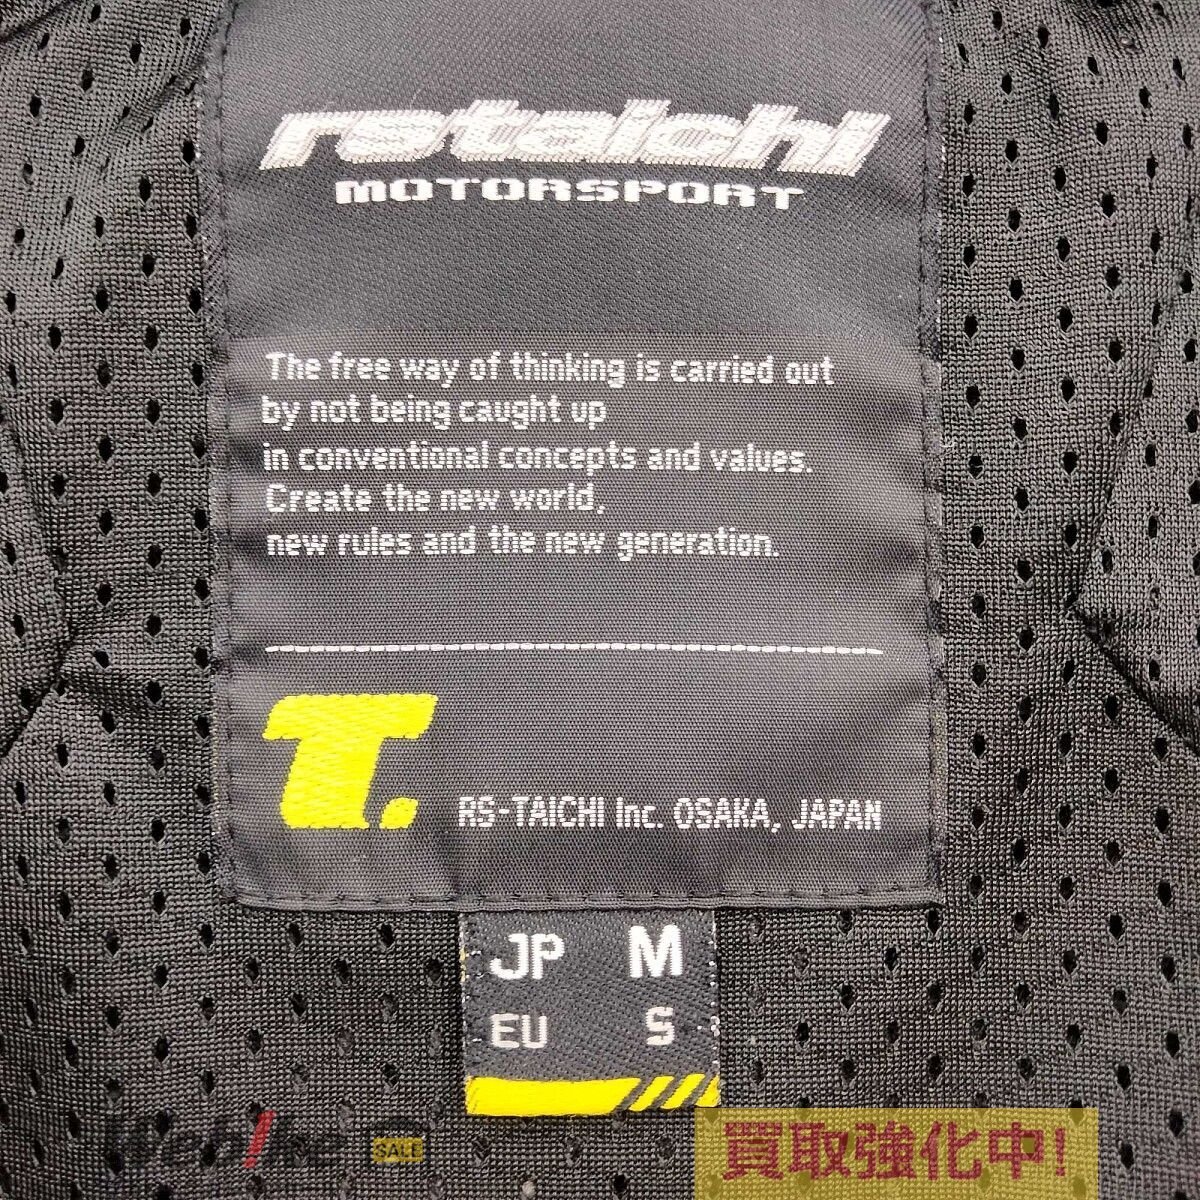 rstaichi
MOTORSPORT
The free way of thinking is carried out
by not being caught up
in conventional concepts and values.
Create the new world,
new rules and the new generation.
T.
RS-TAICHI Inc. OSAKA, JAPAN
JP M
EU S
SALE
買取強化中!